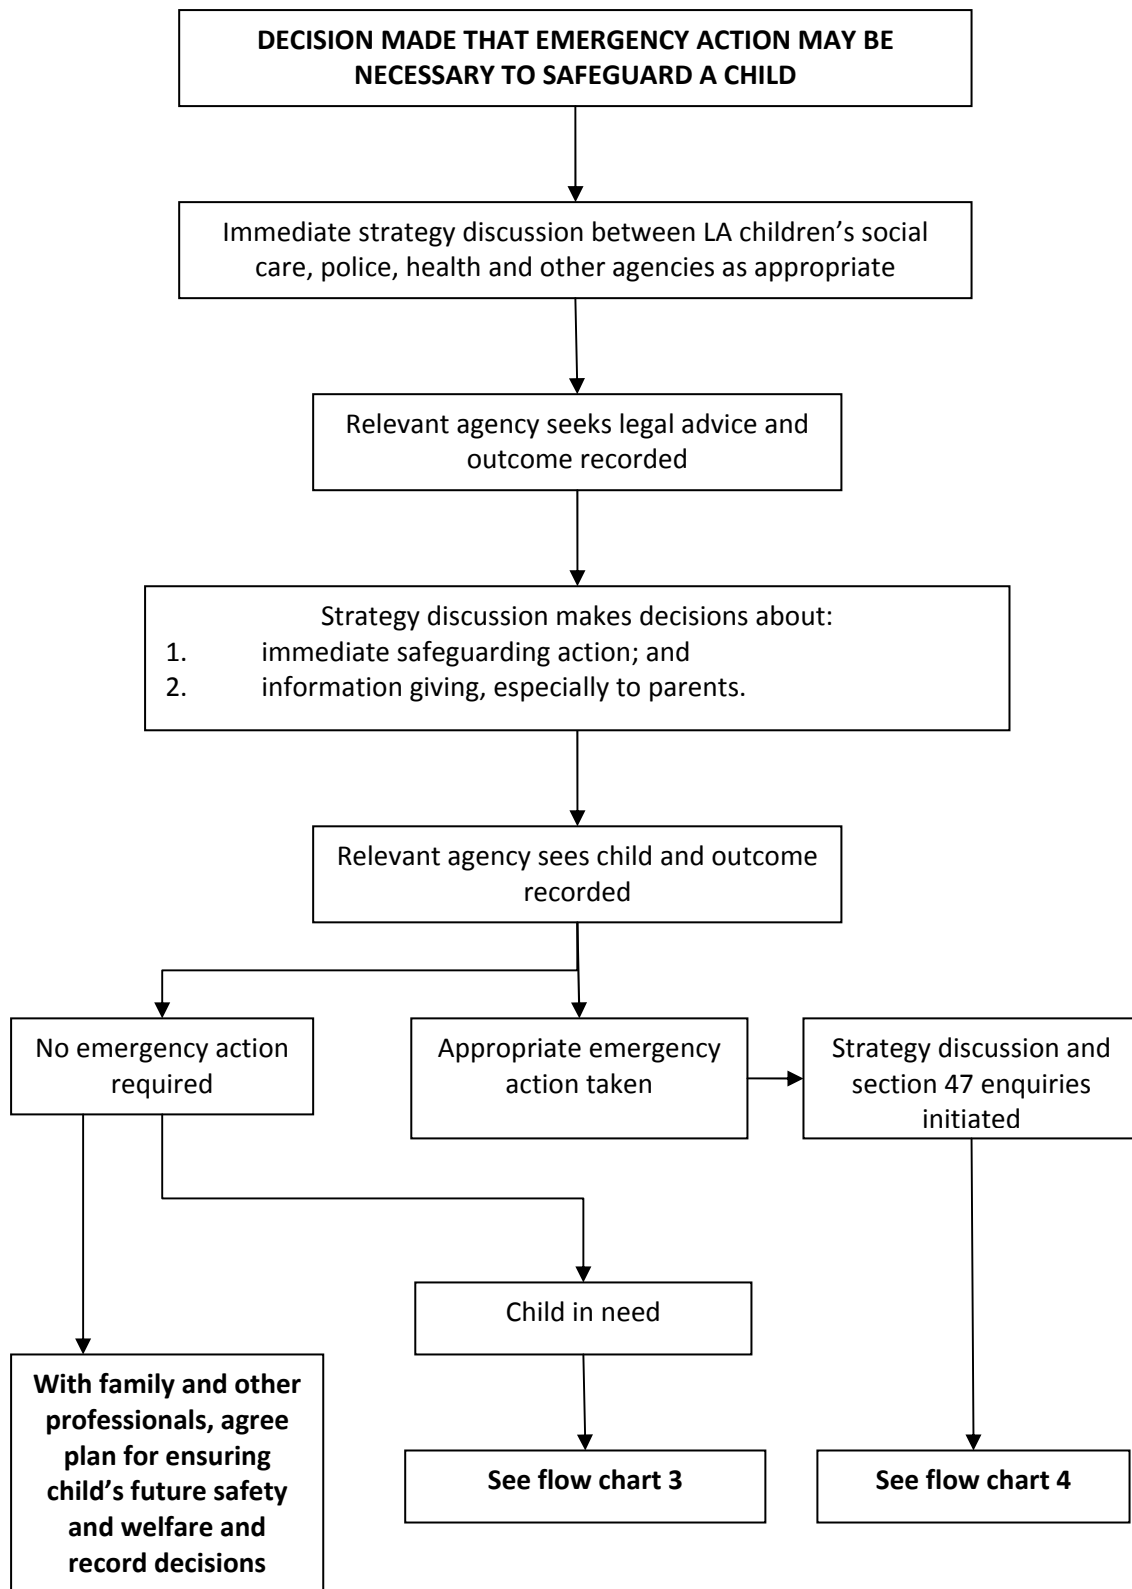 DECISION MADE THAT EMERGENCY ACTION MAY BE
NECESSARY TO SAFEGUARD A CHILD
Immediate strategy discussion between LA children’s social
care, police, health and other agencies as appropriate
Relevant agency seeks legal advice and
outcome recorded
Strategy discussion makes decisions about:
1. immediate safeguarding action; and
2. information giving, especially to parents.
Relevant agency sees child and outcome
recorded
No emergency action
required
Appropriate emergency
action taken
Strategy discussion and
section 47 enquiries
initiated
Child in need
With family and other
professionals, agree
plan for ensuring
child’s future safety
and welfare and
record decisions
See flow chart 3
See flow chart 4